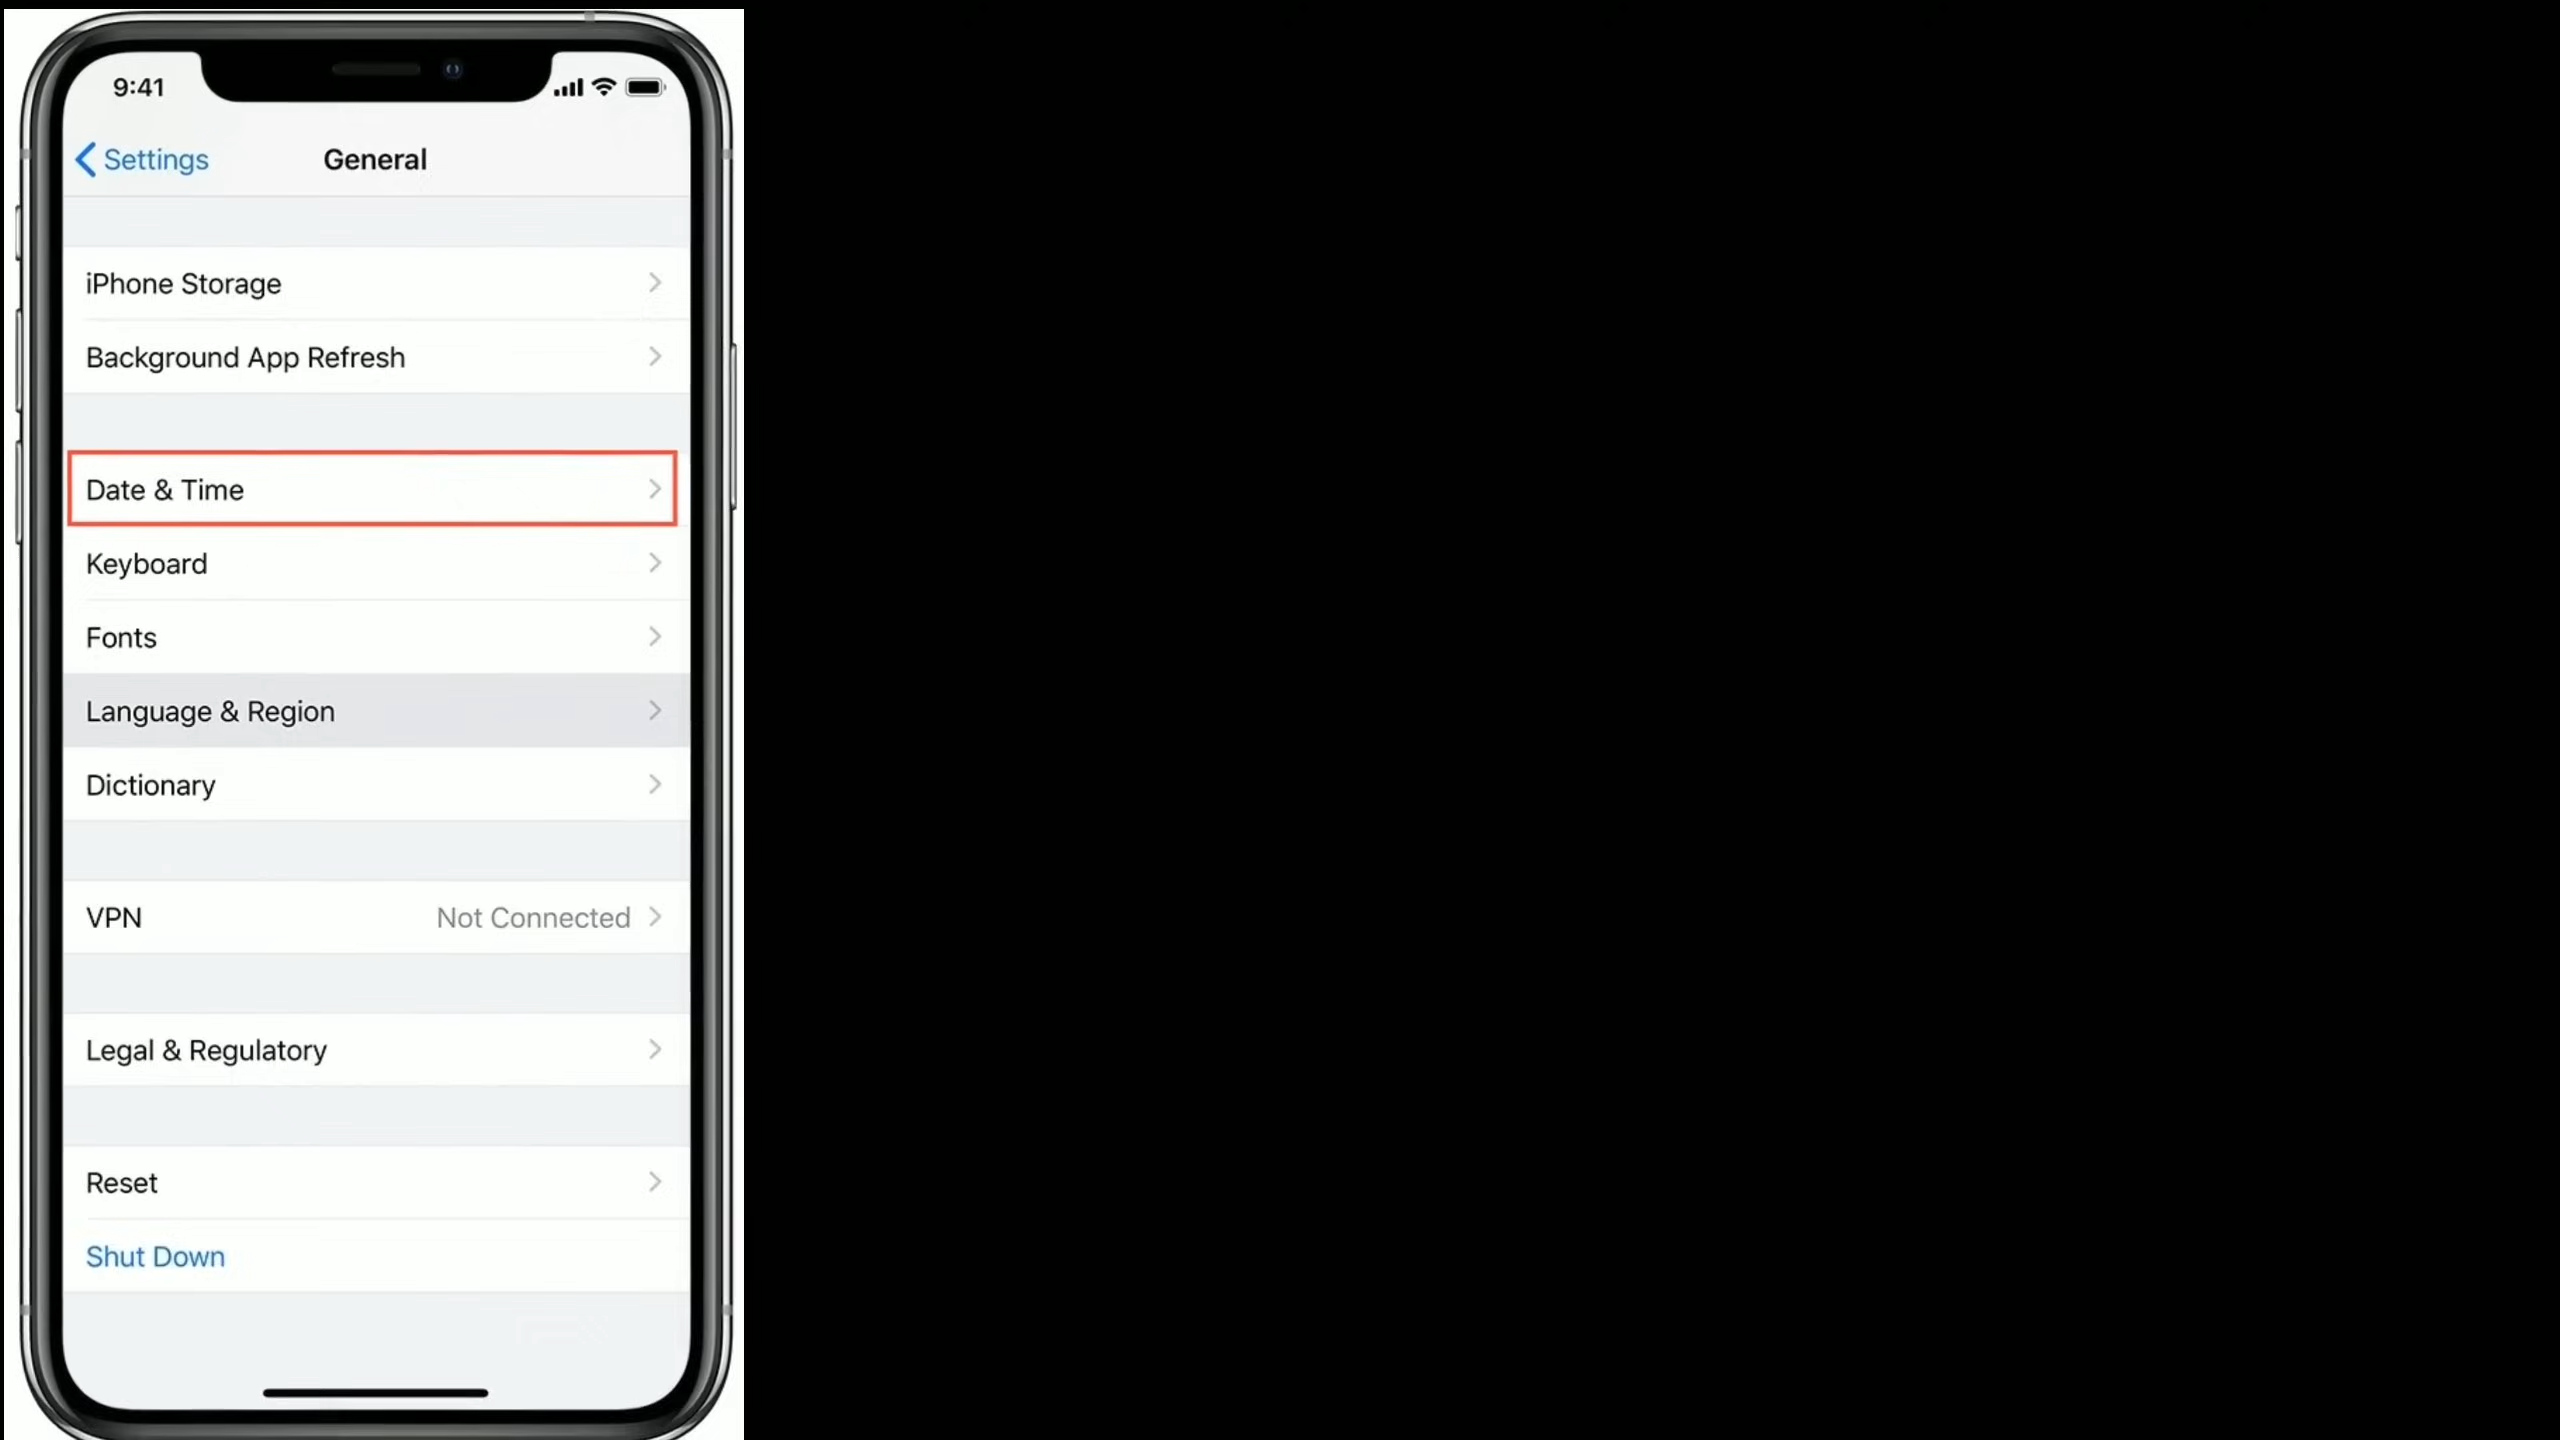 9:41
Settings
General
iPhone Storage
Background App Refresh
Date & Time
Keyboard
Fonts
Language & Region
Dictionary
VPN Not Connected
Legal & Regulatory
Reset
Shut Down